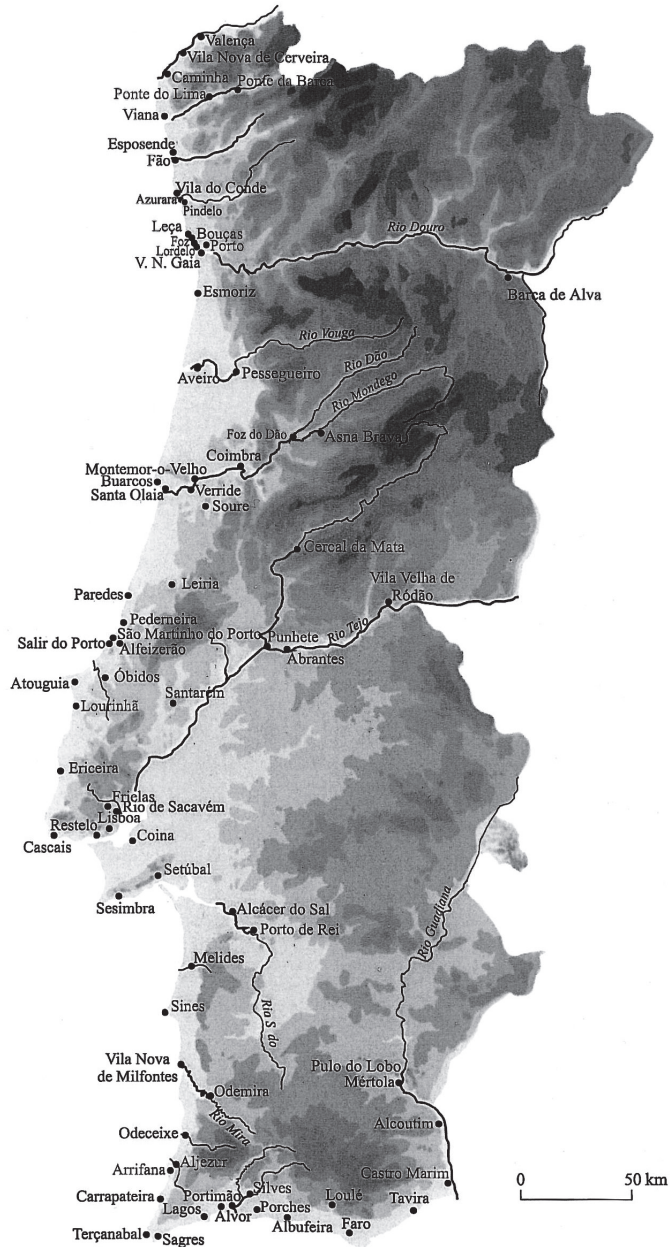 Valença
Vila Nova de Cerveira
Caminha
Ponte da Barca
Ponte do Lima
Viana
Esposende
Fão
Vila do Conde
Azurara
Pindelo
Leça
Bouças
Foz
Porto
Lordelo
V. N. Gaia
Rio Douro
Barca de Alva
Esmoriz
Rio Vouga
Aveiro
Pessegueiro
Rio Dão
Rio Mondego
Foz do Dão
Asna Brava
Coimbra
Montemor-o-Velho
Buarcos
Santa Olaia
Verride
Soure
Cercal da Mata
Leiria
Vila Velha de
Ródão
Paredes
Pederneira
São Martinho do Porto
Salir do Porto
Alfeizerão
Punhete
Rio Tejo
Abrantes
Óbidos
Atouguia
Santarém
Lourinhã
Ericeira
Frielas
Rio de Sacavém
Lisboa
Restelo
Coina
Cascais
Setúbal
Sesimbra
Alcácer do Sal
Porto de Rei
Rio Guadiana
Melides
Sines
Rio S do
Vila Nova
de Milfontes
Pulo do Lobo
Mértola
Odemira
Rio Mira
Alcoutim
Odeceixe
Aljezur
Arrifana
Castro Marim
Carrapateira
Silves
Portimão
Lagos
Alvor
Porches
Loulé
Tavira
Albufeira
Faro
Terçanabal
Sagres
0 50 km